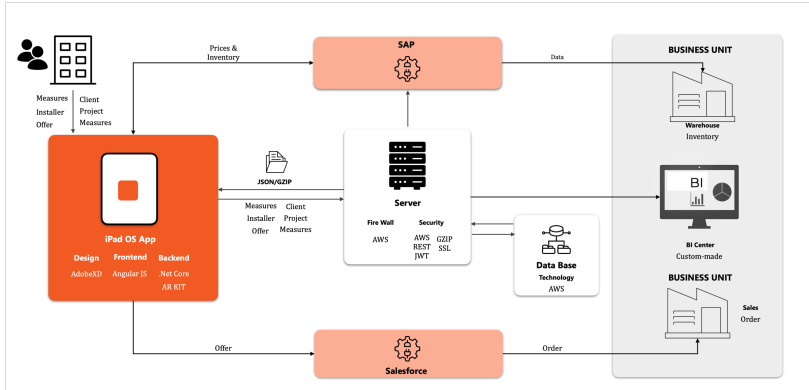 Measures
Installer
Offer
Client
Project
Measures
Prices &
Inventory
SAP
Data
BUSINESS UNIT
Warehouse
Inventory
iPad OS App
Design
AdobeXD
Frontend
Angular JS
Backend
.Net Core
AR KIT
JSON/GZIP
Measures
Installer
Offer
Client
Project
Measures
Server
Fire Wall
AWS
Security
AWS
REST
JWT
GZIP
SSL
Data Base
Technology
AWS
BI
BI Center
Custom-made
BUSINESS UNIT
Sales
Order
Offer
Salesforce
Order